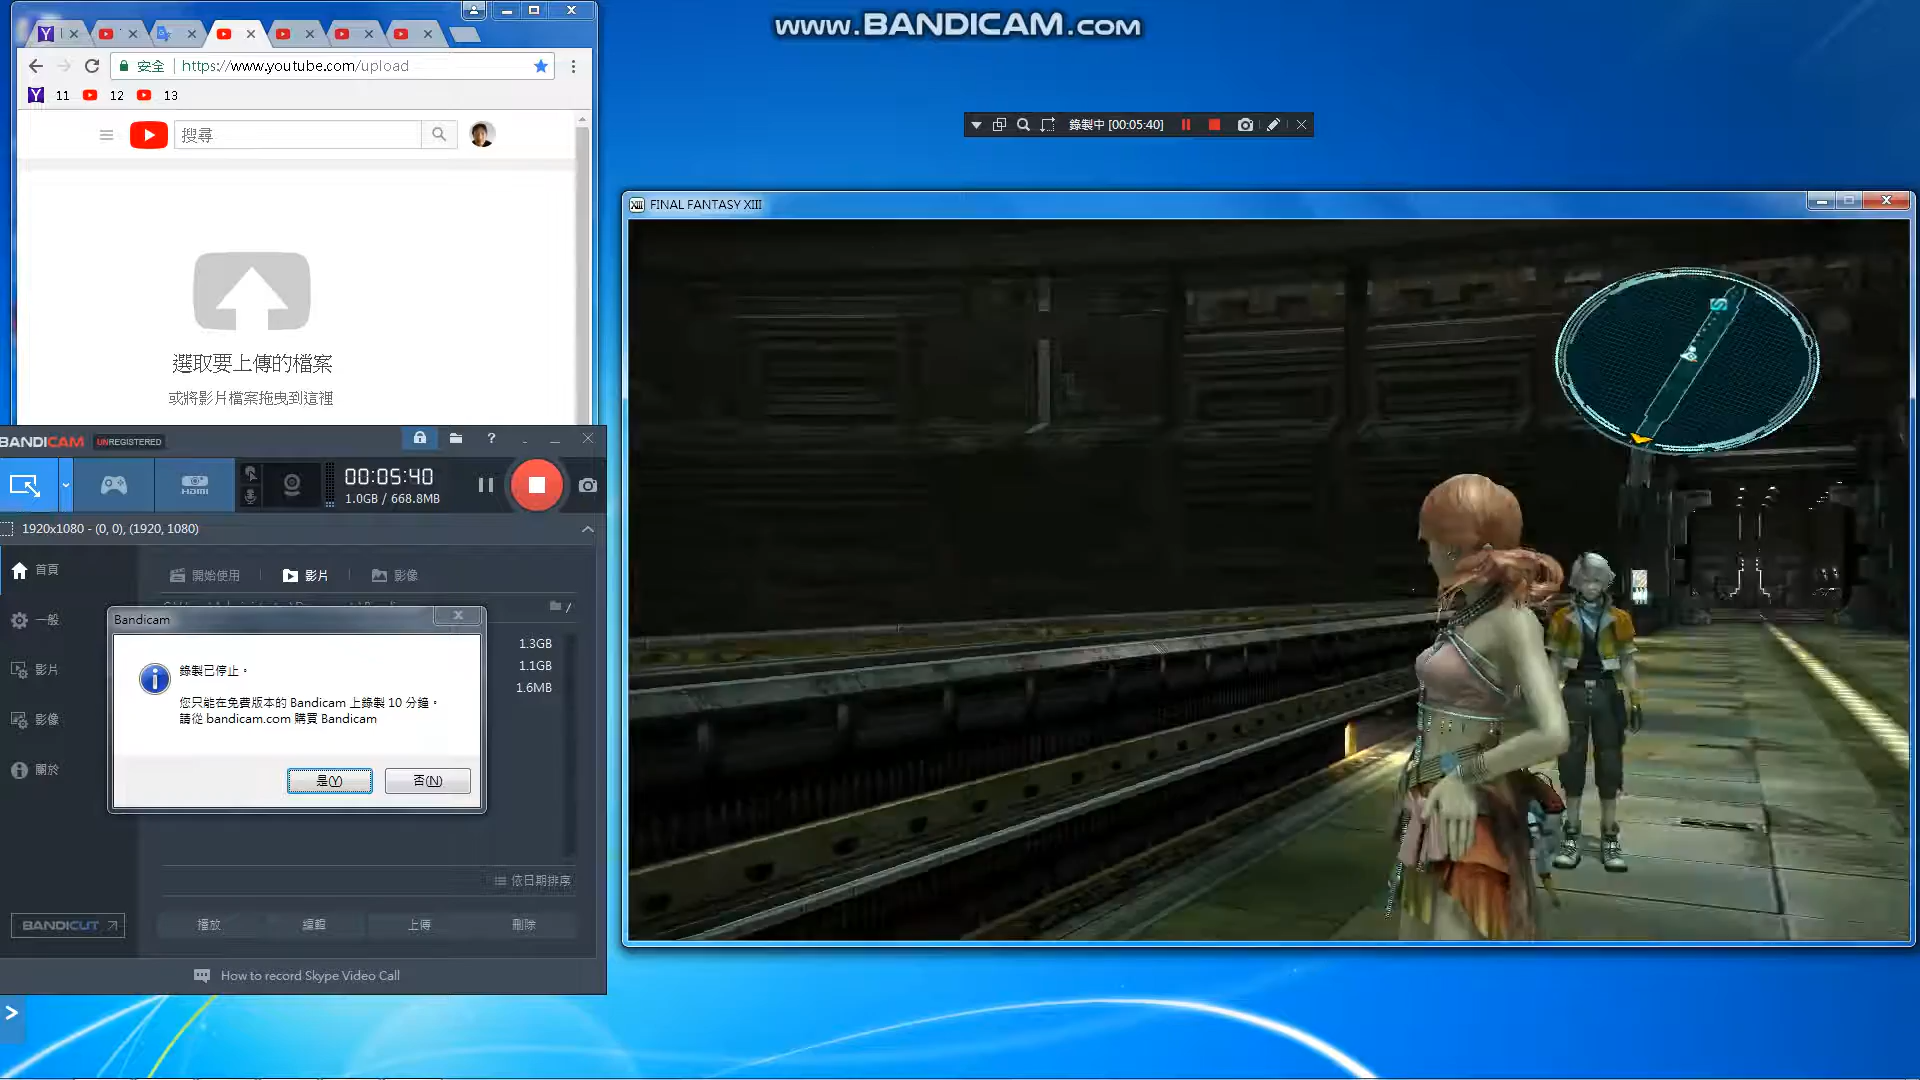 www.BANDICAM.com
安全 https://www.youtube.com/upload
11 12 13
搜尋
選取要上傳的檔案
或將影片檔案拖曳到這裡
錄製中 [00:05:40]
FINAL FANTASY XIII
BANDICAM UNREGISTERED
HDMI
00:05:40
1.0GB / 668.8MB
1920x1080 - (0, 0), (1920, 1080)
首頁
一般
影片
影像
關於
開始使用 影片 影像
1.3GB
1.1GB
1.6MB
Bandicam
錄製已停止。
您只能在免費版本的 Bandicam 上錄製 10 分鐘。
請從 bandicam.com 購買 Bandicam
是(Y) 否(N)
依日期排序
播放 編輯 上傳 刪除
BANDICUT
How to record Skype Video Call